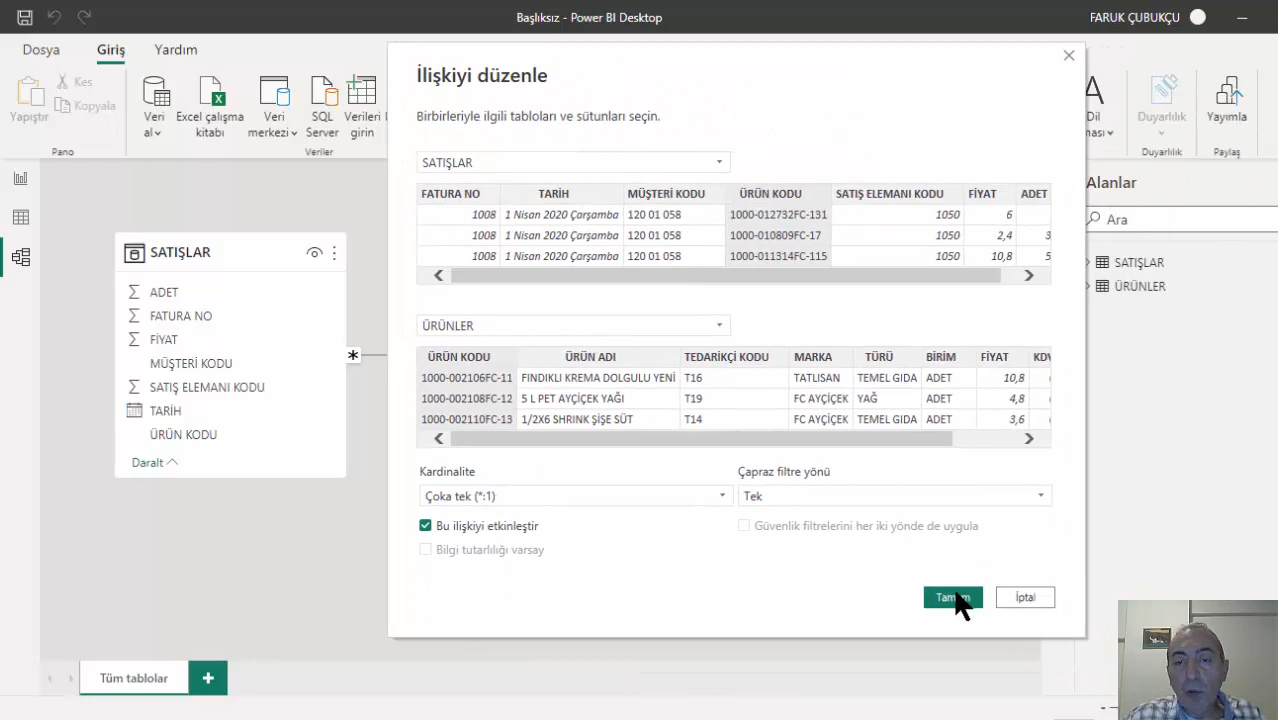 Başlıksız - Power BI Desktop
FARUK ÇUBUKÇU
Dosya
Giriş
Yardım
Yapıştır
Kes
Kopyala
Pano
Veri
al
Excel çalışma
kitabı
Veri
merkezi
SQL
Server
Verileri
girin
Veriler
Dil
Duyarlılık
Duyarlılık
Yayımla
Paylaş
İlişkiyi düzenle
Birbirleriyle ilgili tabloları ve sütunları seçin.
SATIŞLAR
FATURA NO TARİH MÜŞTERİ KODU ÜRÜN KODU SATIŞ ELEMANI KODU FİYAT ADET
1008 1 Nisan 2020 Çarşamba 120 01 058 1000-012732FC-131 1050 6
1008 1 Nisan 2020 Çarşamba 120 01 058 1000-010809FC-17 1050 2,4 3
1008 1 Nisan 2020 Çarşamba 120 01 058 1000-011314FC-115 1050 10,8 5
ÜRÜNLER
ÜRÜN KODU ÜRÜN ADI TEDARİKÇİ KODU MARKA TÜRÜ BİRİM FİYAT KDV
1000-002106FC-11 FINDIKLI KREMA DOLGULU YENİ T16 TATLISAN TEMEL GIDA ADET 10,8
1000-002108FC-12 5 L PET AYÇİÇEK YAĞI T19 FC AYÇİÇEK YAĞ ADET 4,8
1000-002110FC-13 1/2X6 SHRINK ŞİŞE SÜT T14 FC AYÇİÇEK TEMEL GIDA ADET 3,6
Kardinalite
Çoka tek (*:1)
Çapraz filtre yönü
Tek
Bu ilişkiyi etkinleştir
Güvenlik filtrelerini her iki yönde de uygula
Bilgi tutarlılığı varsay
Tamam
İptal
SATIŞLAR
ADET
FATURA NO
FİYAT
MÜŞTERİ KODU
SATIŞ ELEMANI KODU
TARİH
ÜRÜN KODU
Daralt
*
Alanlar
Ara
SATIŞLAR
ÜRÜNLER
Tüm tablolar
+